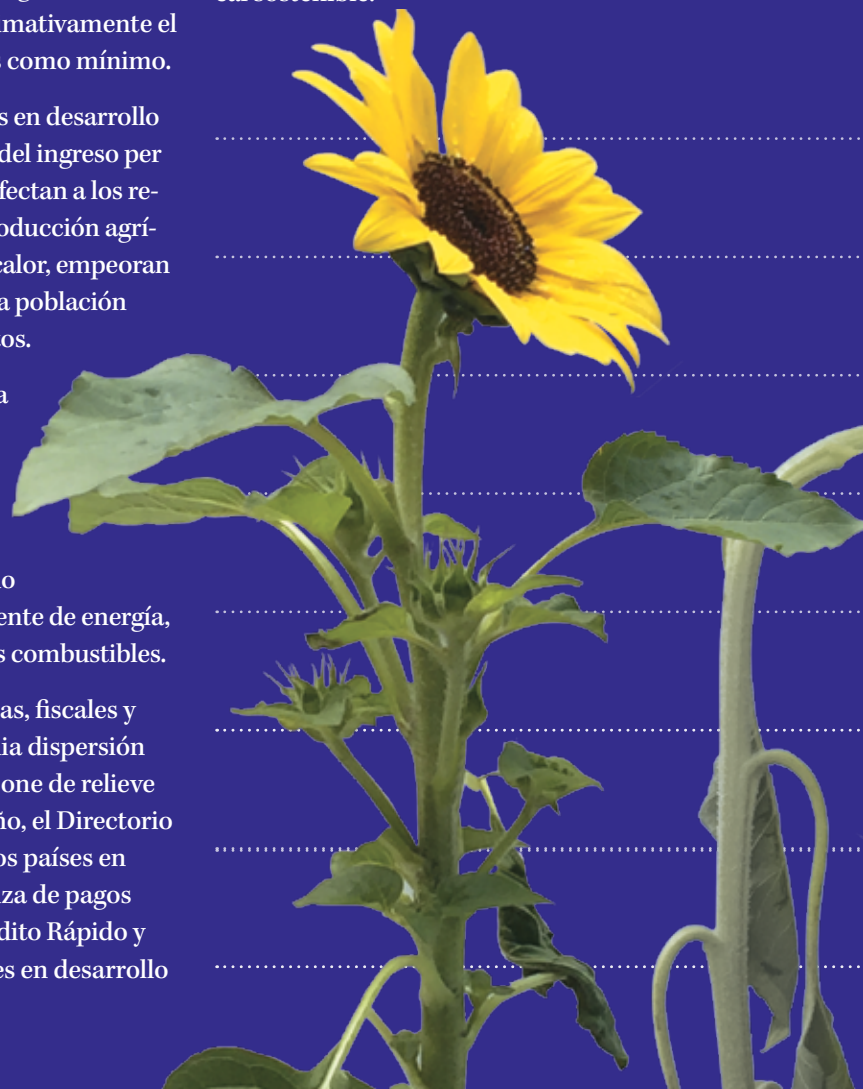 imativamente el
s como mínimo.
s en desarrollo
del ingreso per
fectan a los re-
oducción agrí-
calor, empeoran
a población
tos.
a
o
ente de energía,
s combustibles.
as, fiscales y
ia dispersión
one de relieve
ño, el Directorio
os países en
za de pagos
dito Rápido y
es en desarrollo